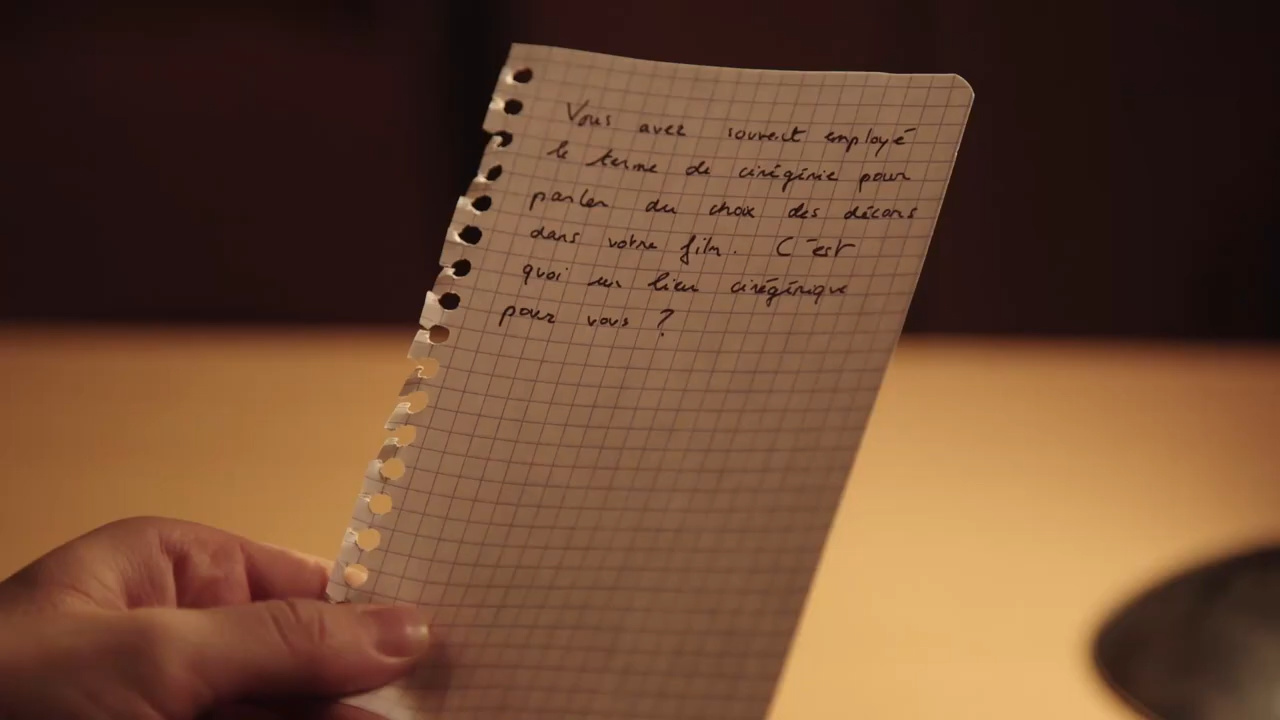 Vous avez souvent employé
le terme de cinégénie pour
parler du choix des décors
dans votre film. C'est
quoi un lieu cinégénique
pour vous ?